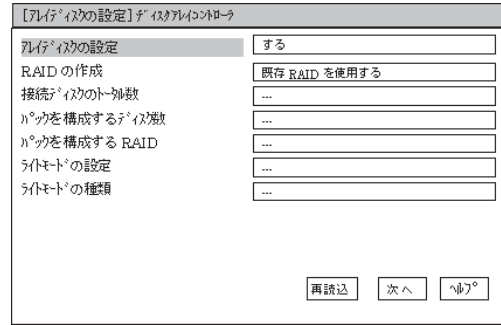 [ｱﾚｲﾃﾞｨｽｸの設定] ﾃﾞｨｽｸｱﾚｲｺﾝﾄﾛｰﾗ
ｱﾚｲﾃﾞｨｽｸの設定 する
RAID の作成 既存 RAID を使用する
接続ﾃﾞｨｽｸのﾄｰﾀﾙ数 ---
ﾊﾟｯｸを構成するﾃﾞｨｽｸ数 ---
ﾊﾟｯｸを構成する RAID ---
ﾗｲﾄﾓｰﾄﾞの設定 ---
ﾗｲﾄﾓｰﾄﾞの種類 ---
再読込 次へ ﾍﾙﾌﾟ